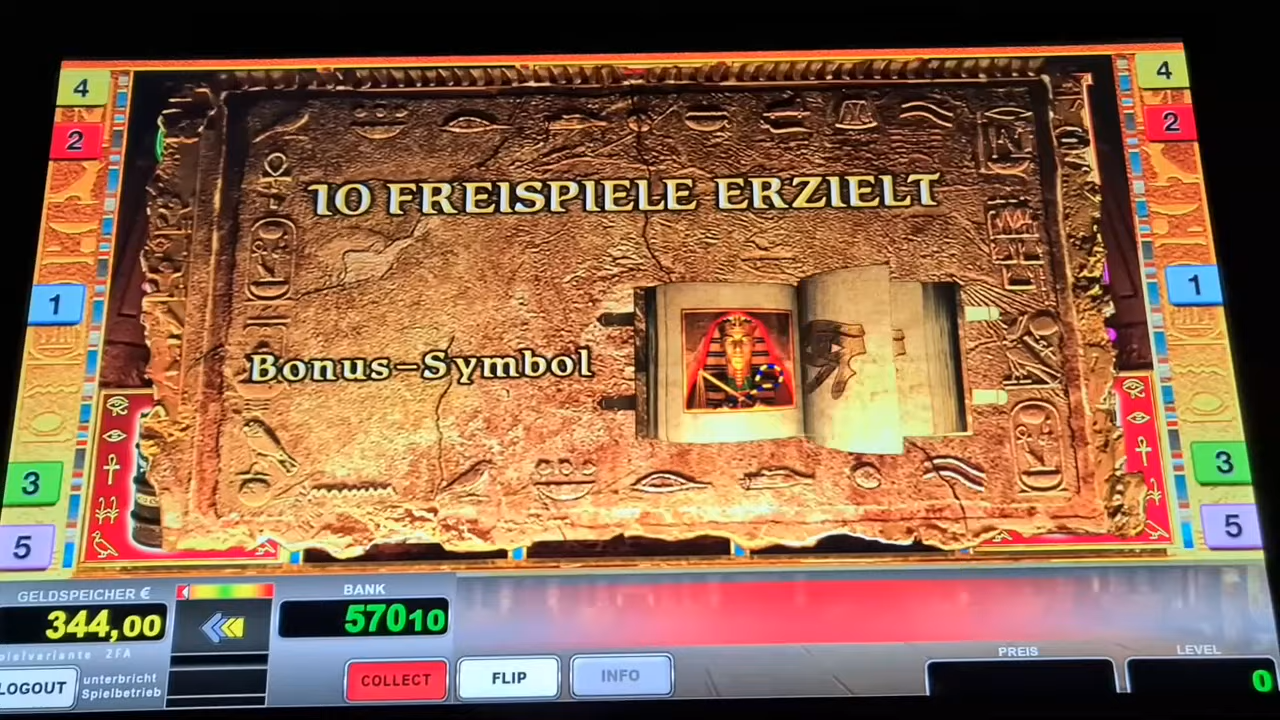 4
4
2
2
10 FREISPIELE ERZIELT
1
1
Bonus-Symbol
3
3
5
5
GELDSPEICHER €
BANK
344,00
57010
2FA
unterbricht
Spielbetrieb
LOGOUT
COLLECT
FLIP
INFO
PREIS
LEVEL
0